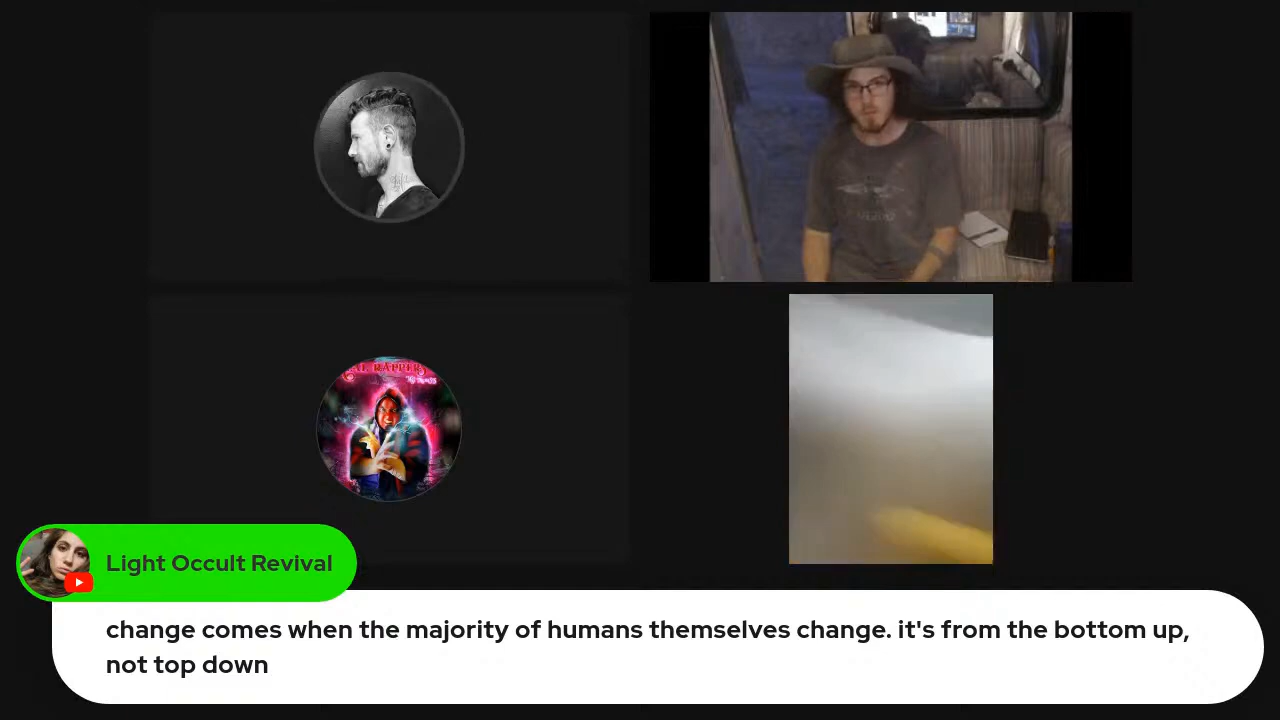 Light Occult Revival
change comes when the majority of humans themselves change. it's from the bottom up,
not top down